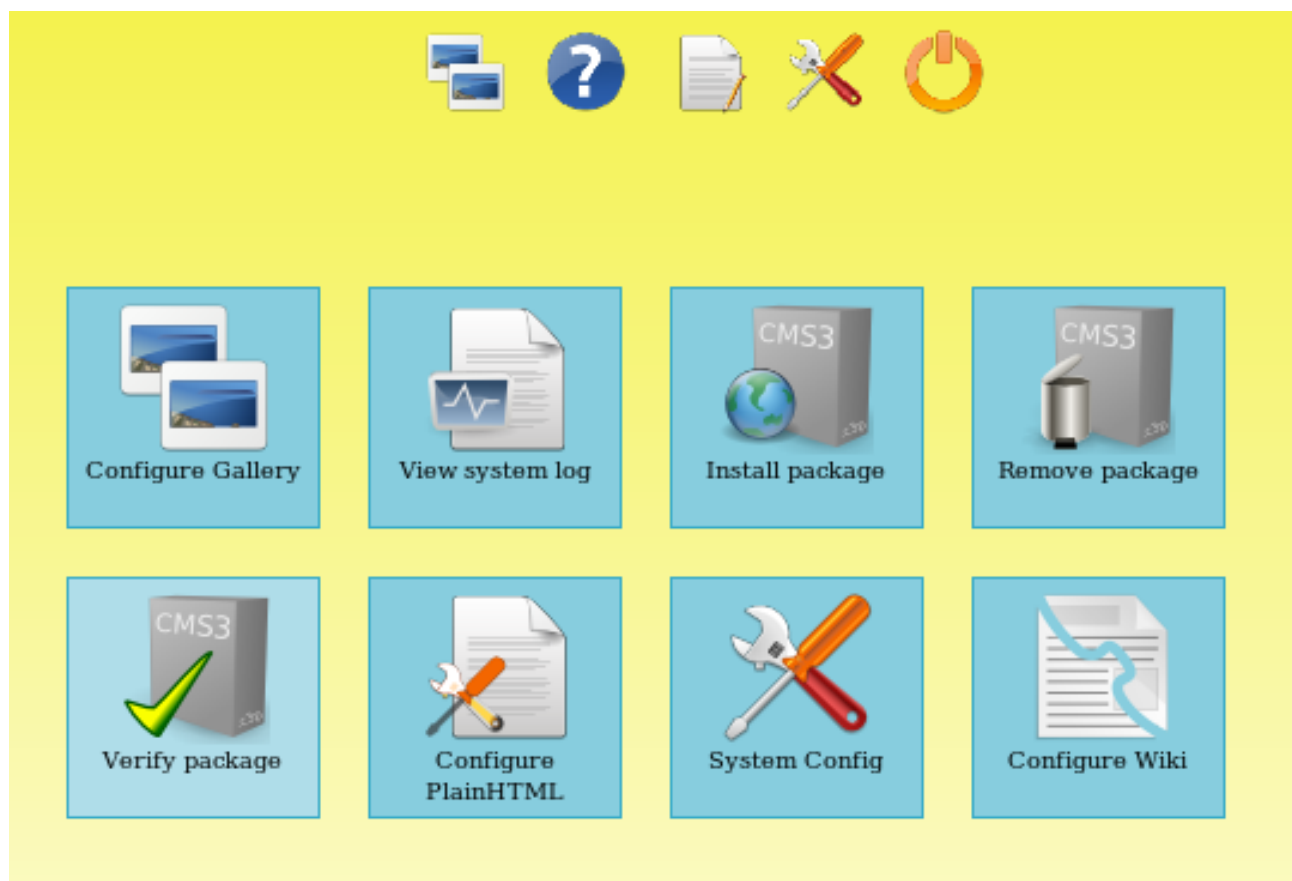 ?
CMS3
CMS3
Configure Gallery
View system log
Install package
Remove package
CMS3
Verify package
Configure
PlainHTML
System Config
Configure Wiki